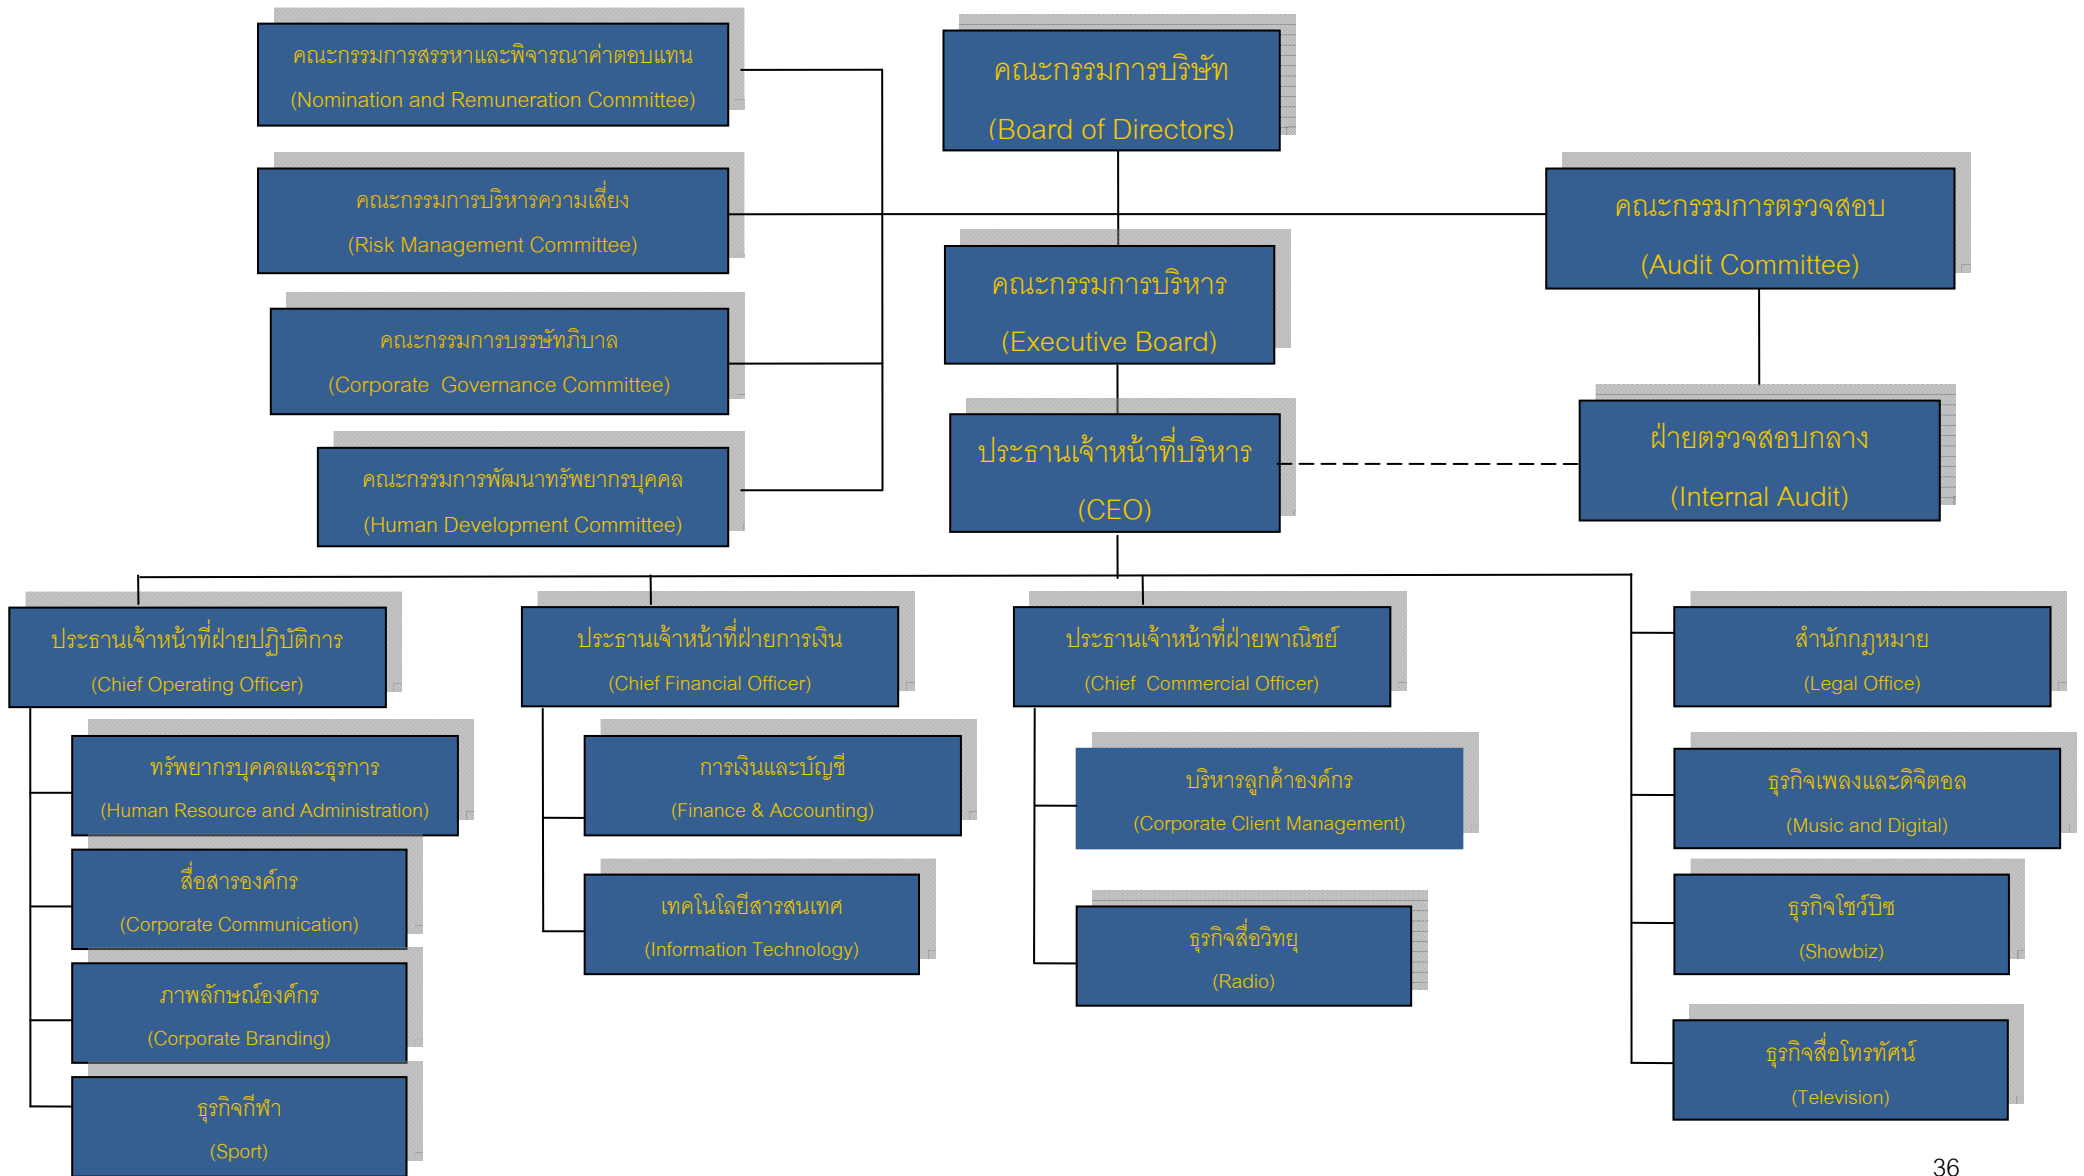 คณะกรรมการสรรหาและพิจารณาค่าตอบแทน
(Nomination and Remuneration Committee)
คณะกรรมการบริษัท
(Board of Directors)
คณะกรรมการบริหารความเสี่ยง
(Risk Management Committee)
คณะกรรมการตรวจสอบ
(Audit Committee)
คณะกรรมการบริหาร
(Executive Board)
คณะกรรมการบรรษัทภิบาล
(Corporate Governance Committee)
ประธานเจ้าหน้าที่บริหาร
(CEO)
ฝ่ายตรวจสอบกลาง
(Internal Audit)
คณะกรรมการพัฒนาทรัพยากรบุคคล
(Human Development Committee)
ประธานเจ้าหน้าที่ฝ่ายปฏิบัติการ
(Chief Operating Officer)
ทรัพยากรบุคคลและธุรการ
(Human Resource and Administration)
สื่อสารองค์กร
(Corporate Communication)
ภาพลักษณ์องค์กร
(Corporate Branding)
ธุรกิจกีฬา
(Sport)
ประธานเจ้าหน้าที่ฝ่ายการเงิน
(Chief Financial Officer)
การเงินและบัญชี
(Finance & Accounting)
เทคโนโลยีสารสนเทศ
(Information Technology)
ประธานเจ้าหน้าที่ฝ่ายพาณิชย์
(Chief Commercial Officer)
บริหารลูกค้าองค์กร
(Corporate Client Management)
ธุรกิจสื่อวิทยุ
(Radio)
สำนักกฎหมาย
(Legal Office)
ธุรกิจเพลงและดิจิตอล
(Music and Digital)
ธุรกิจโชว์บิซ
(Showbiz)
ธุรกิจสื่อโทรทัศน์
(Television)
36